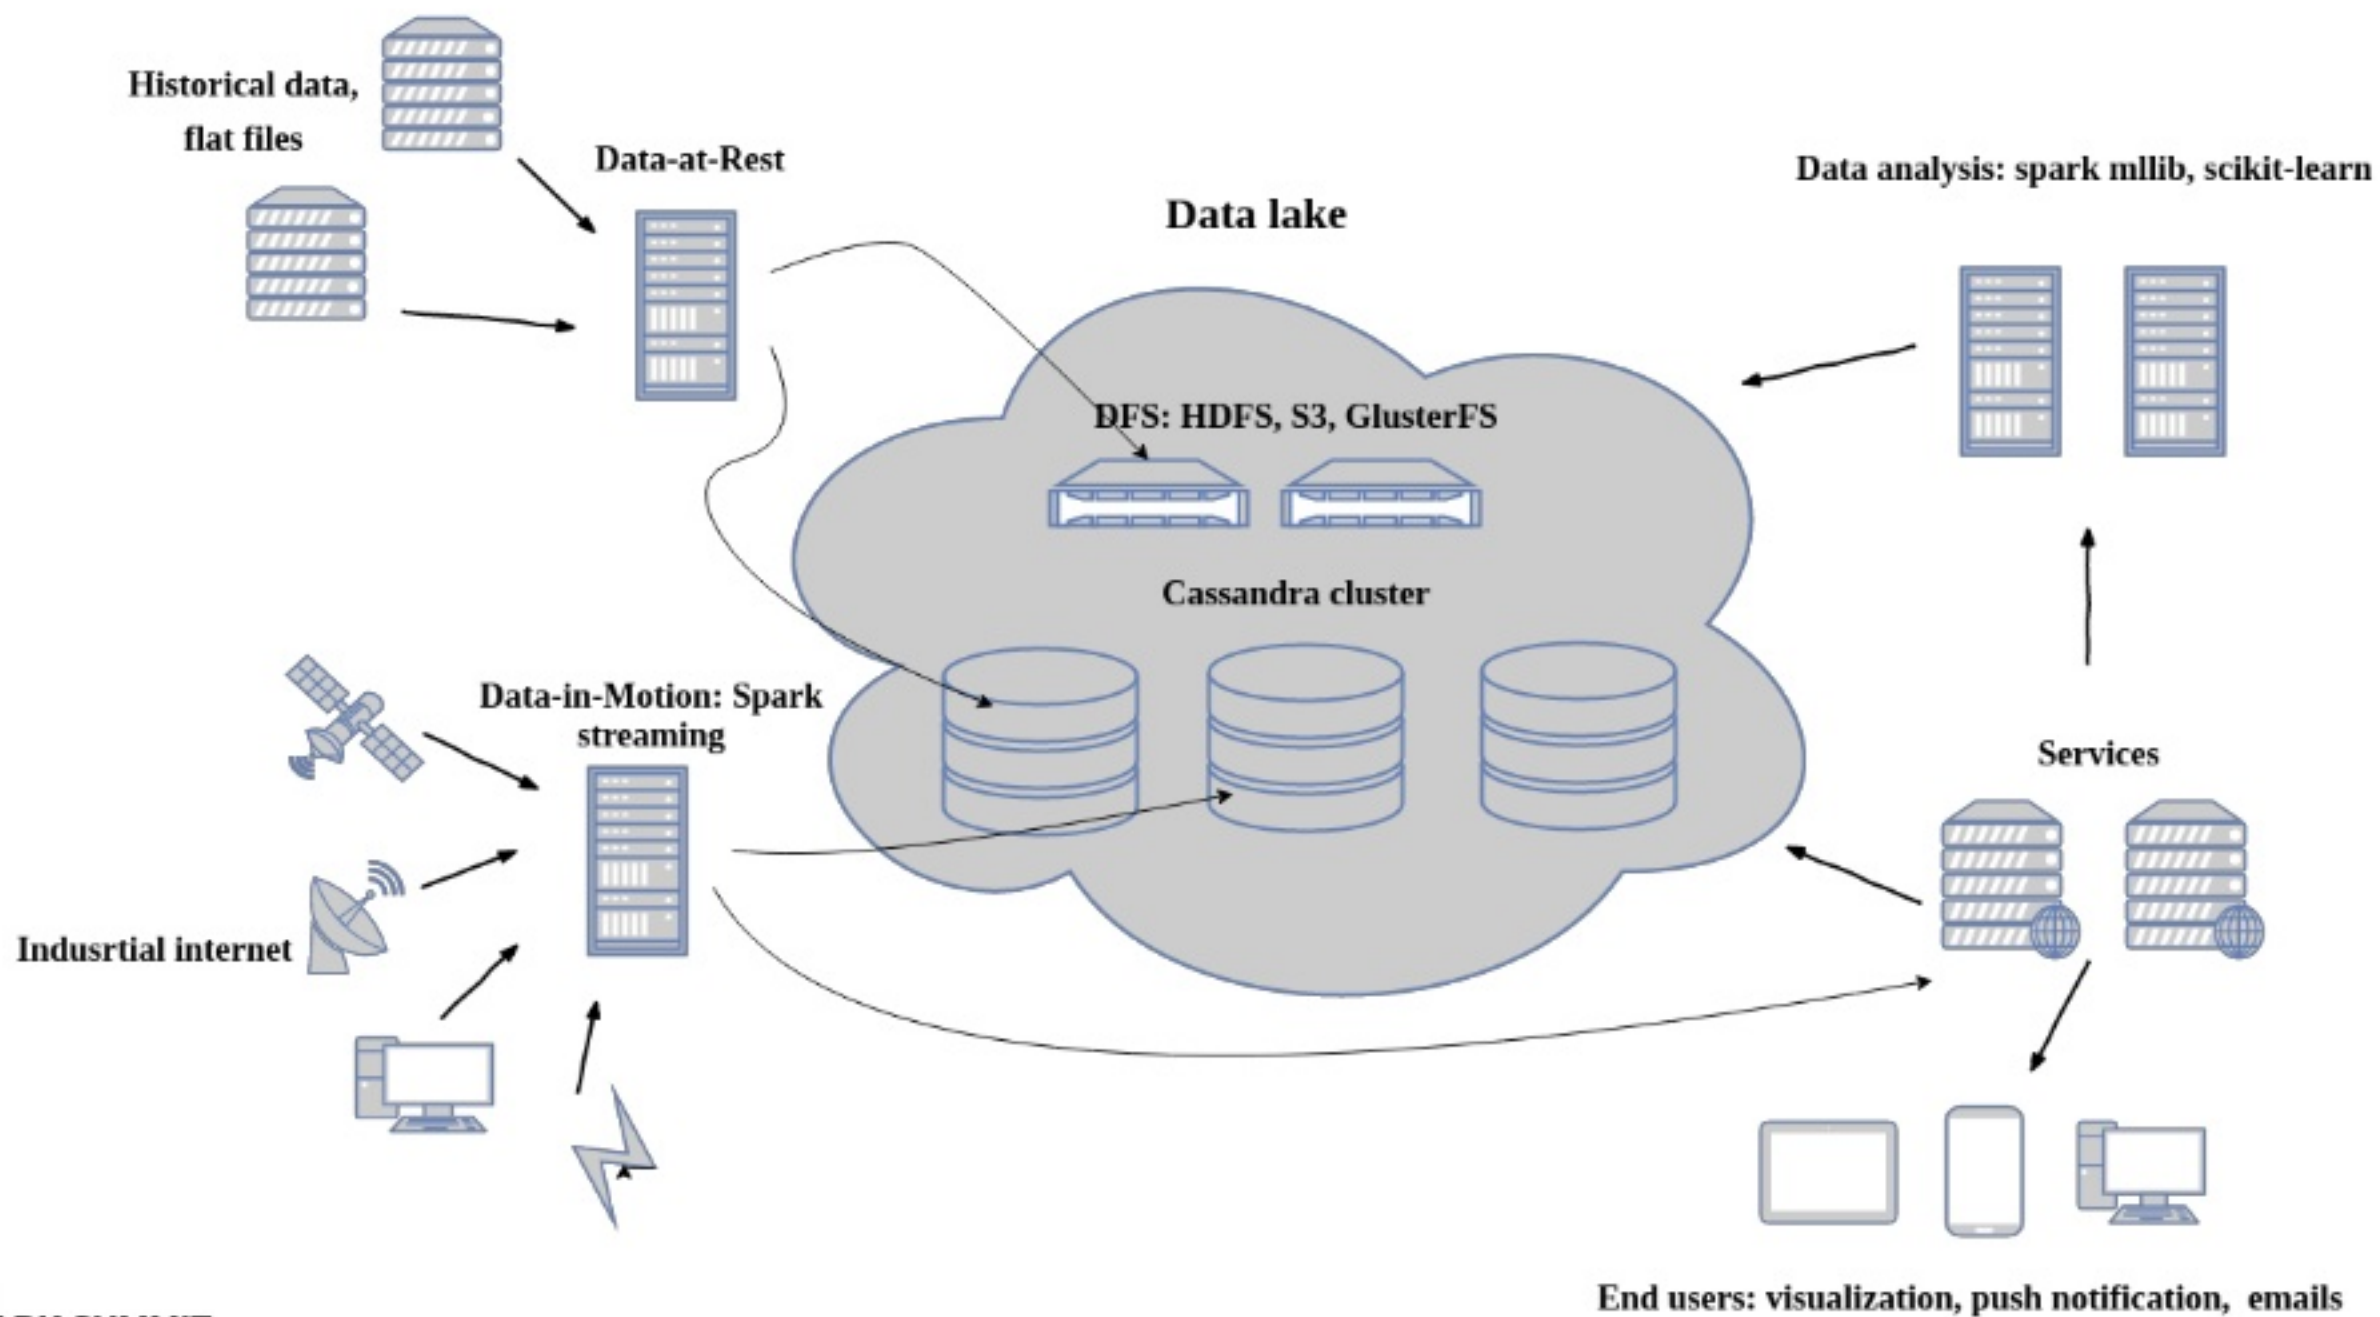 Historical data,
flat files
Data-at-Rest
Data lake
Data analysis: spark mllib, scikit-learn
DFS: HDFS, S3, GlusterFS
Cassandra cluster
Data-in-Motion: Spark
streaming
Services
Indusrtial internet
End users: visualization, push notification, emails